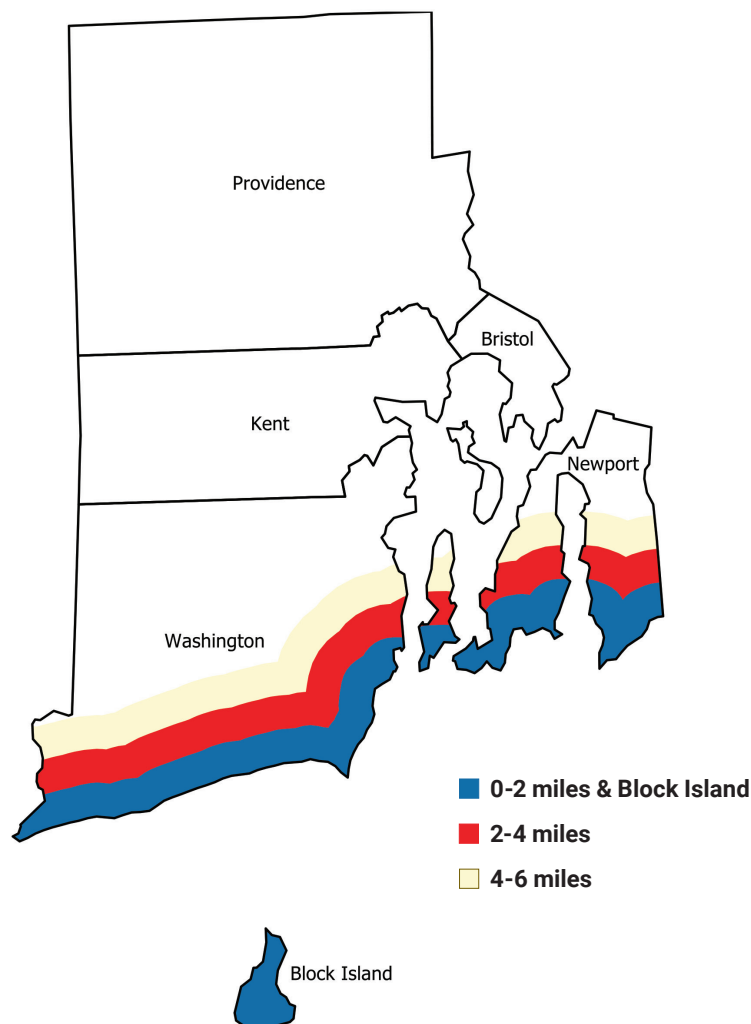 Providence
Bristol
Kent
Newport
Washington
0-2 miles & Block Island
2-4 miles
4-6 miles
Block Island